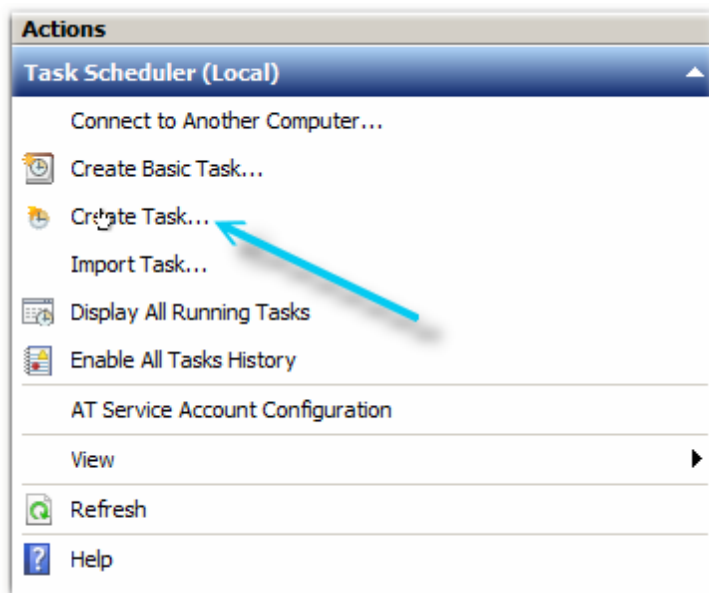 Actions
Task Scheduler (Local)
Connect to Another Computer...
Create Basic Task...
Create Task...
Import Task...
Display All Running Tasks
Enable All Tasks History
AT Service Account Configuration
View
Refresh
Help